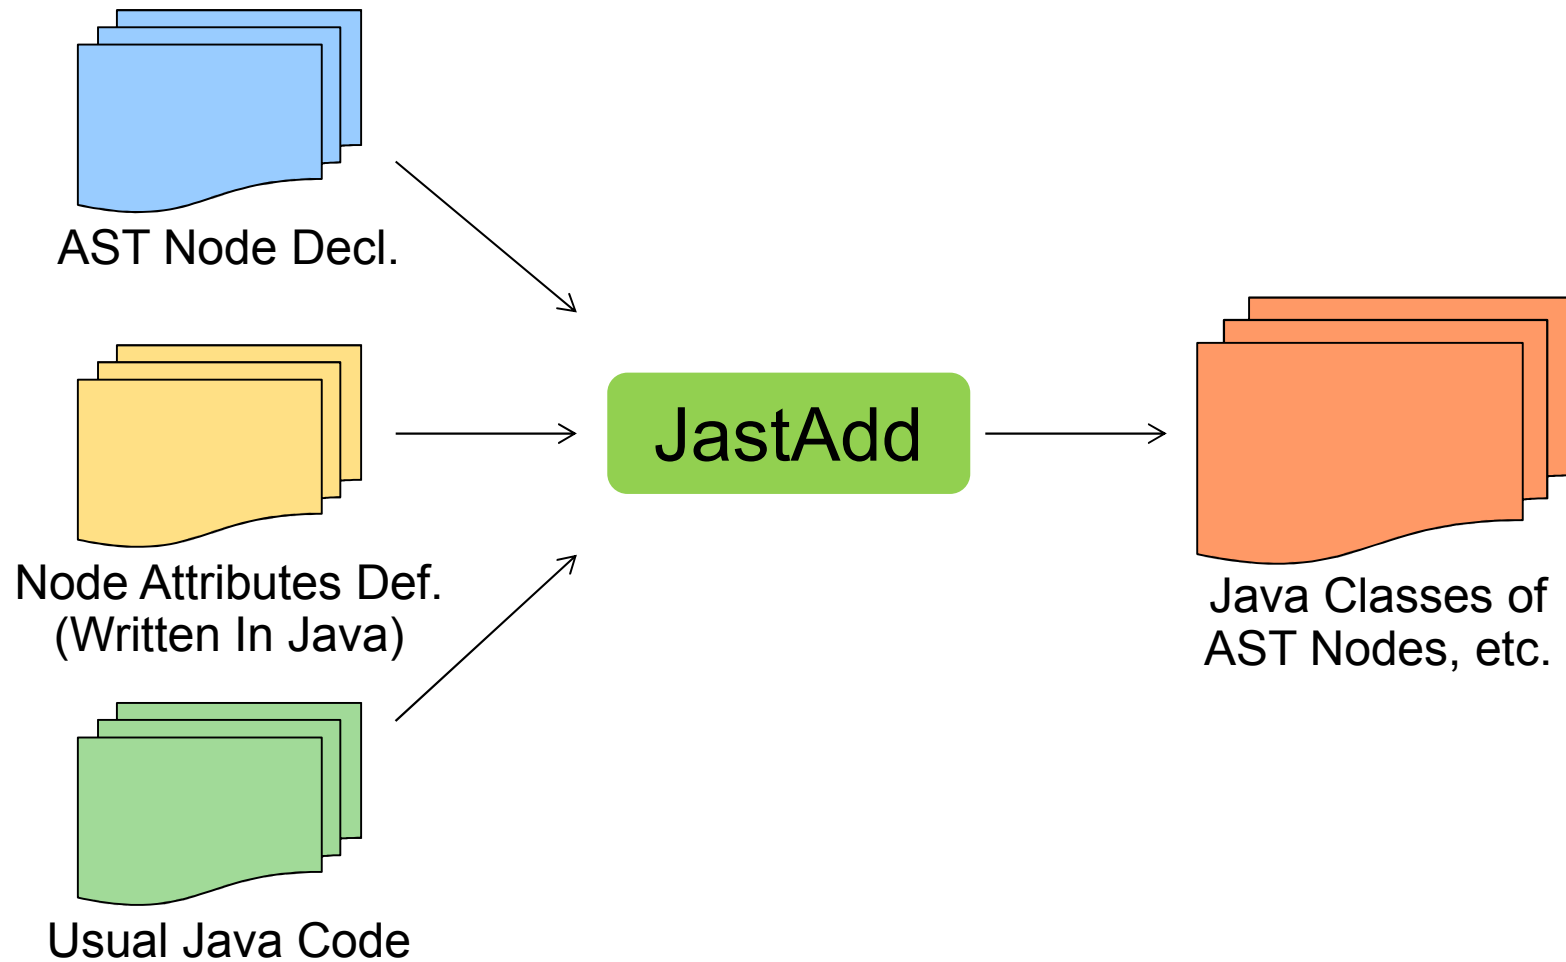 AST Node Decl.
Node Attributes Def.
(Written In Java)
Usual Java Code
JastAdd
Java Classes of
AST Nodes, etc.